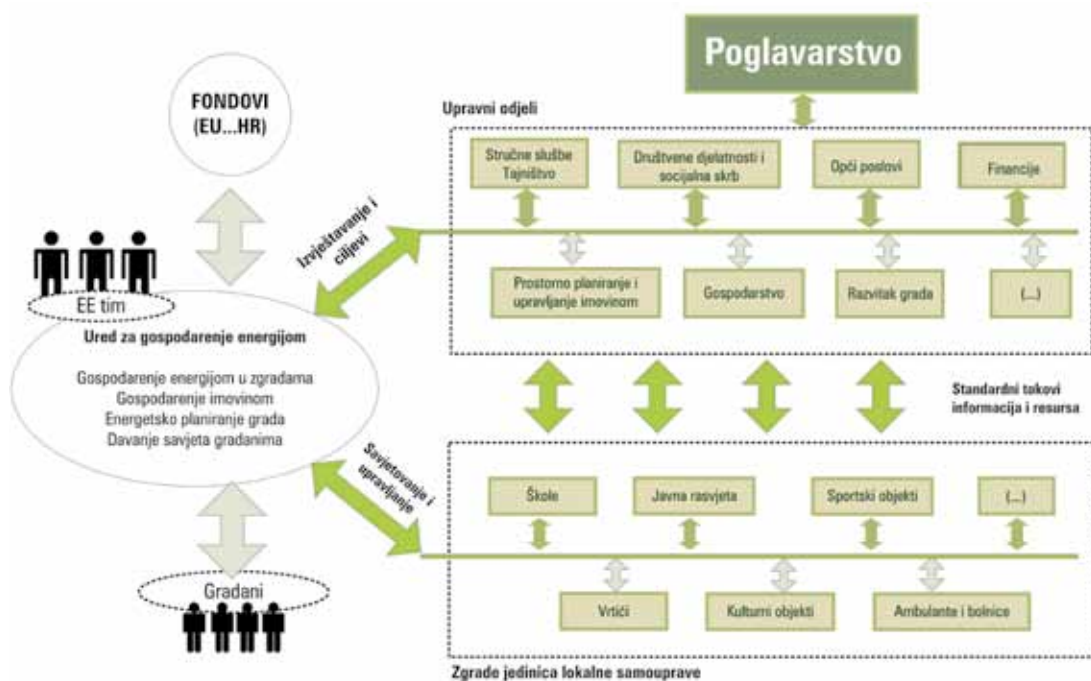 Poglavarstvo
FONDOVI
(EU...HR)
Upravni odjeli
Stručne službe
Tajništvo
Društvene djelatnosti i
socijalna skrb
Opći poslovi
Financije
Izvještavanje i
ciljevi
Prostorno planiranje i
upravljanje imovinom
Gospodarstvo
Razvitak grada
(...)
EE tim
Ured za gospodarenje energijom
Gospodarenje energijom u zgradama
Gospodarenje imovinom
Energetsko planiranje grada
Davanje savjeta građanima
Standardni tokovi
informacija i resursa
Savjetovanje i
upravljanje
Škole
Javna rasvjeta
Sportski objekti
(...)
Građani
Vrtići
Kulturni objekti
Ambulante i bolnice
Zgrade jedinica lokalne samouprave